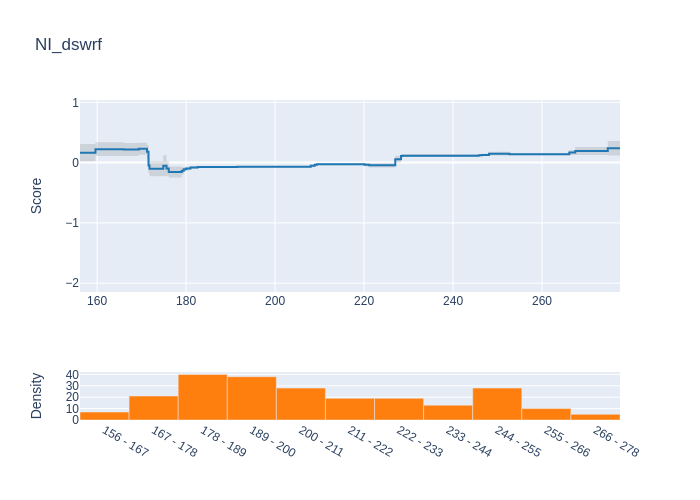 NI_dswrf
1
0
−1
−2
Score
160
180
200
220
240
260
40
30
20
10
0
Density
156 - 167
167 - 178
178 - 189
189 - 200
200 - 211
211 - 222
222 - 233
233 - 244
244 - 255
255 - 266
266 - 278